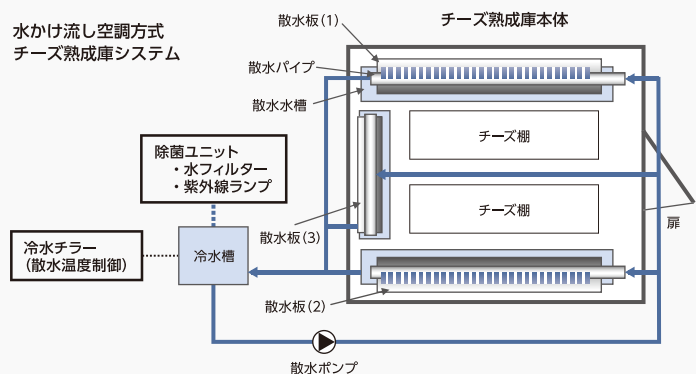 水かけ流し空調方式
チーズ熟成庫システム
チーズ熟成庫本体
散水板(1)
散水パイプ
散水水槽
チーズ棚
チーズ棚
除菌ユニット
・水フィルター
・紫外線ランプ
散水板(3)
扉
冷水チラー
(散水温度制御)
冷水槽
散水板(2)
散水ポンプ